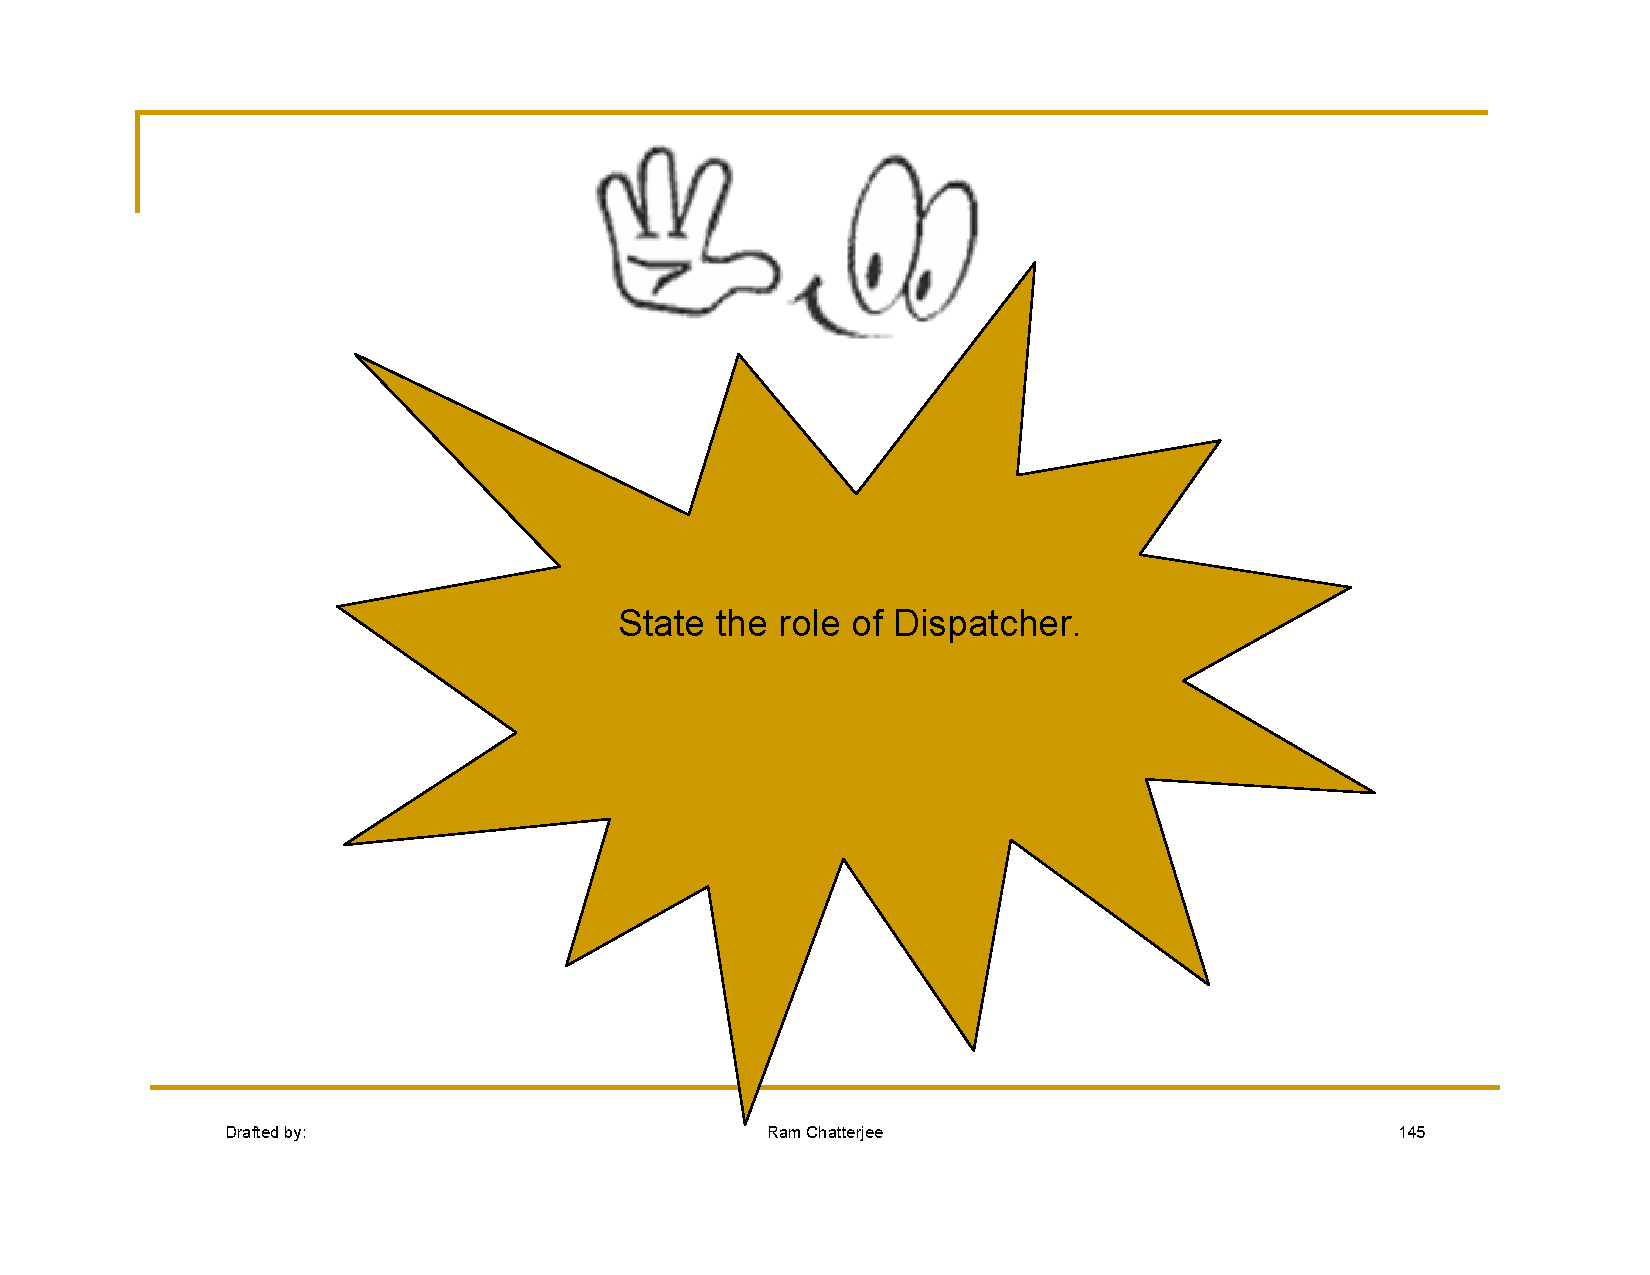 State the role of Dispatcher.
Drafted by:
Ram Chatterjee
145